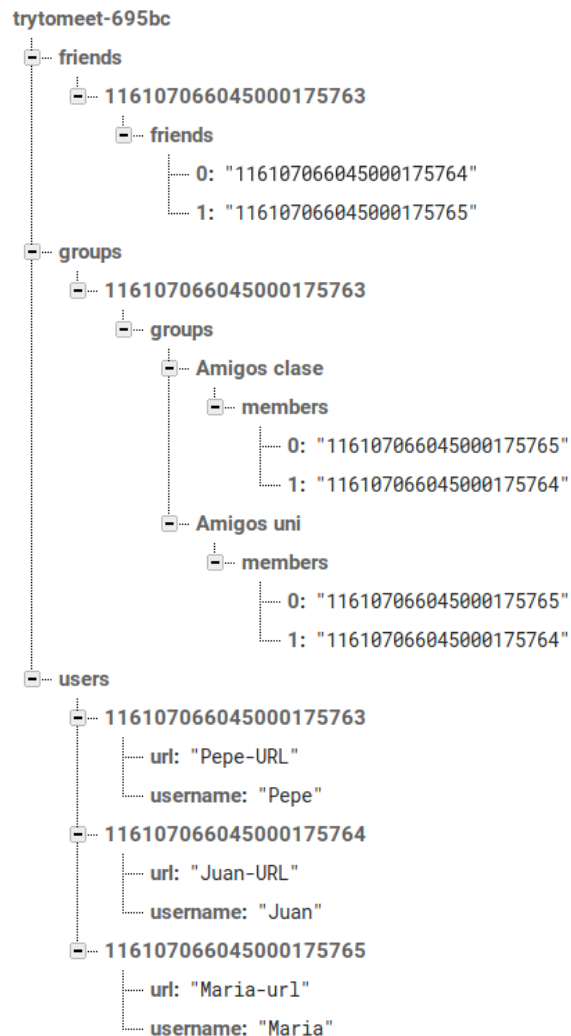 trytomeet-695bc
friends
116107066045000175763
friends
0: "116107066045000175764"
1: "116107066045000175765"
groups
116107066045000175763
groups
Amigos clase
members
0: "116107066045000175765"
1: "116107066045000175764"
Amigos uni
members
0: "116107066045000175765"
1: "116107066045000175764"
users
116107066045000175763
url: "Pepe-URL"
username: "Pepe"
116107066045000175764
url: "Juan-URL"
username: "Juan"
116107066045000175765
url: "Maria-url"
username: "Maria"